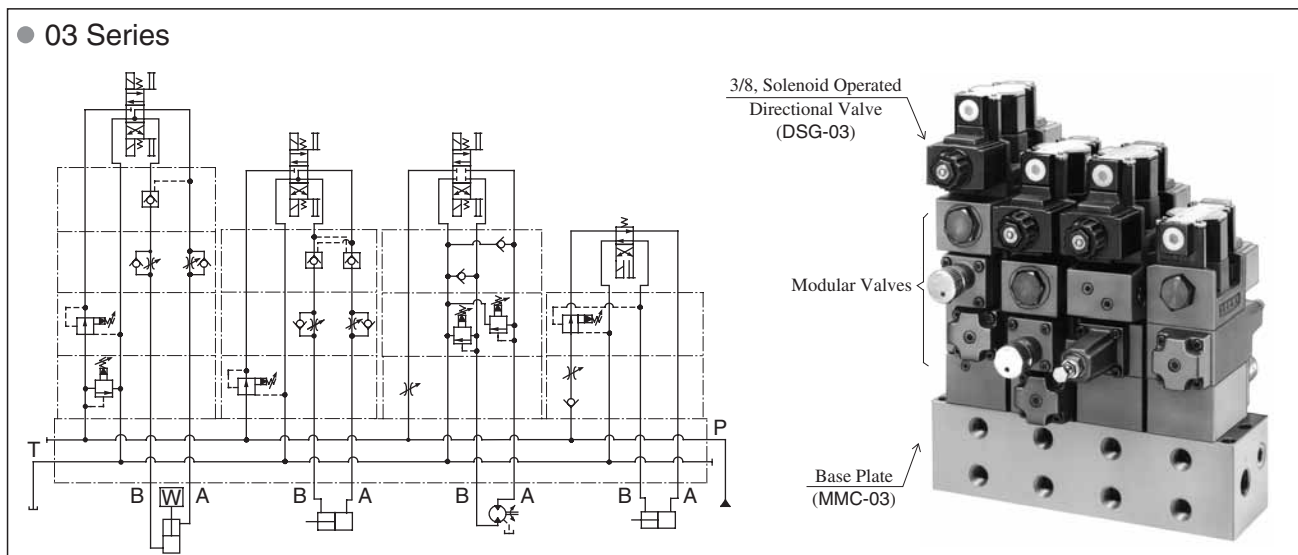 03 Series
3/8, Solenoid Operated
Directional Valve
(DSG-03)
Modular Valves
Base Plate
(MMC-03)
T
P
B
W
A
B
A
B
A
B
A